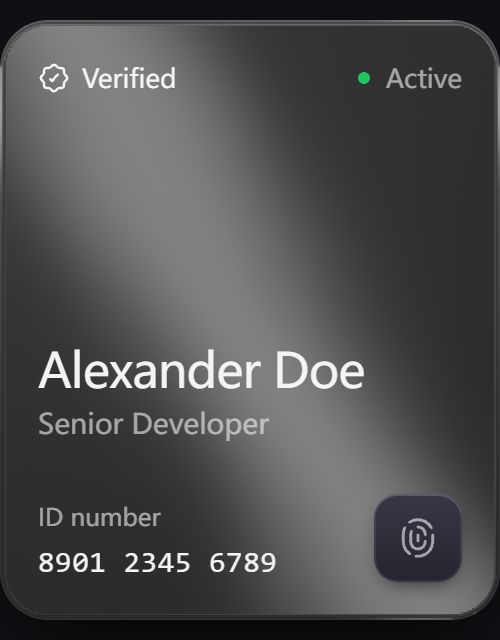 Verified
Active
Alexander Doe
Senior Developer
ID number
8901 2345 6789